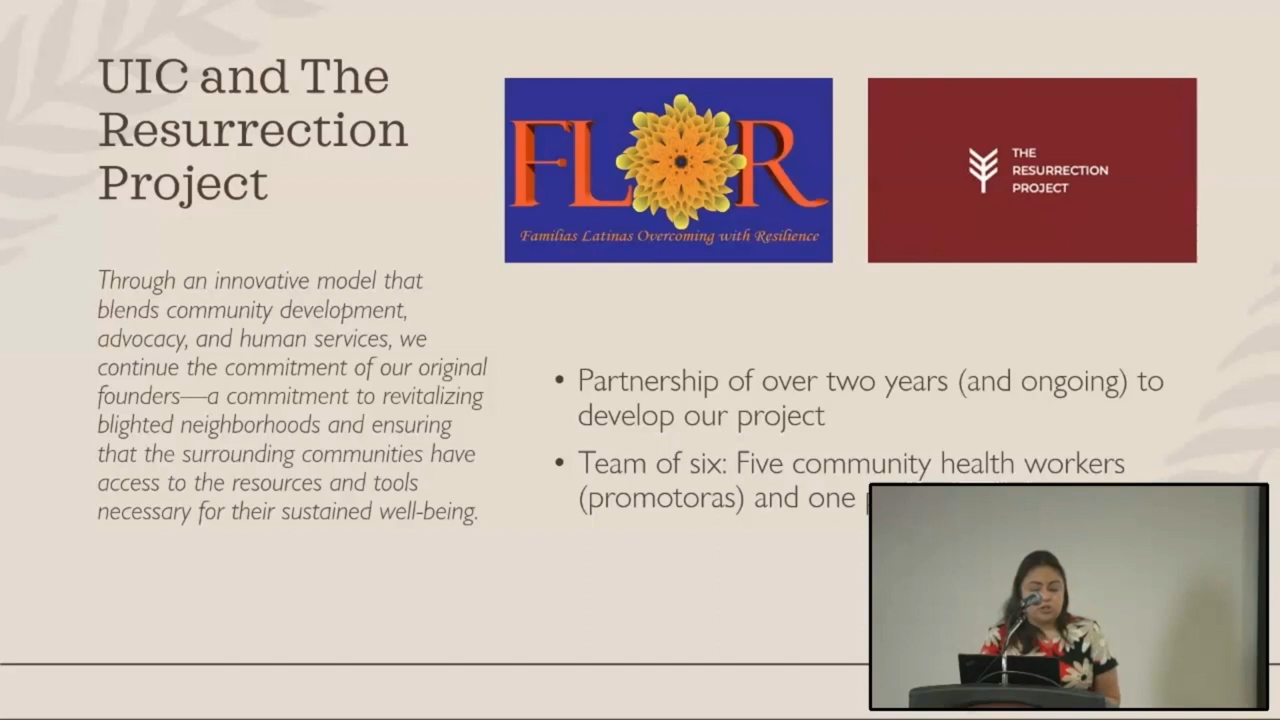 UIC and The
Resurrection
Project
Through an innovative model that
blends community development,
advocacy, and human services, we
continue the commitment of our original
founders—a commitment to revitalizing
blighted neighborhoods and ensuring
that the surrounding communities have
access to the resources and tools
necessary for their sustained well-being.
FLOR
Familias Latinas Overcoming with Resilience
THE
RESURRECTION
PROJECT
• Partnership of over two years (and ongoing) to
develop our project
• Team of six: Five community health workers
(promotoras) and one